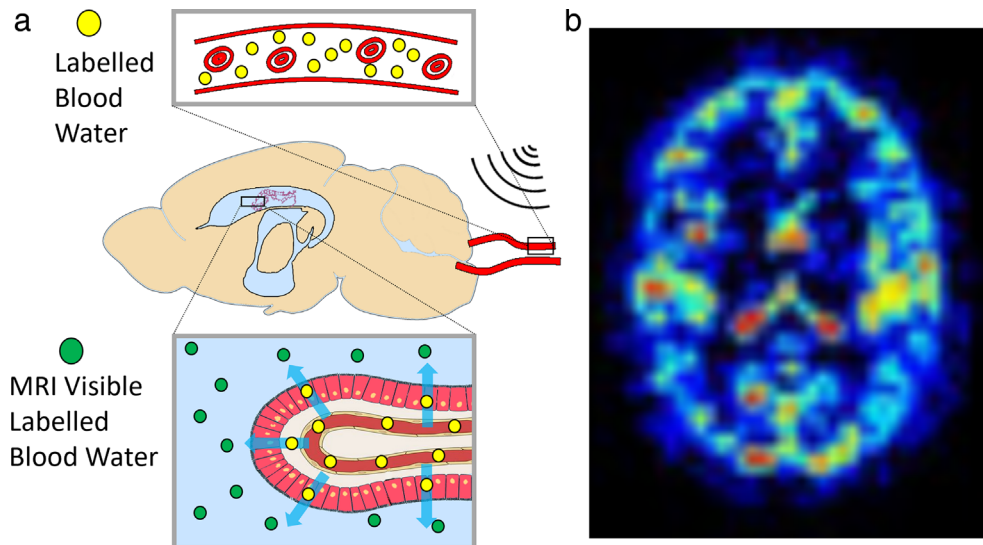 a
Labelled
Blood
Water
MRI Visible
Labelled
Blood Water
b